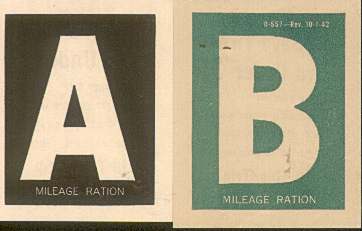 A
MILEAGE RATION
0-557—Rev. 10-1-42
B
MILEAGE RATION